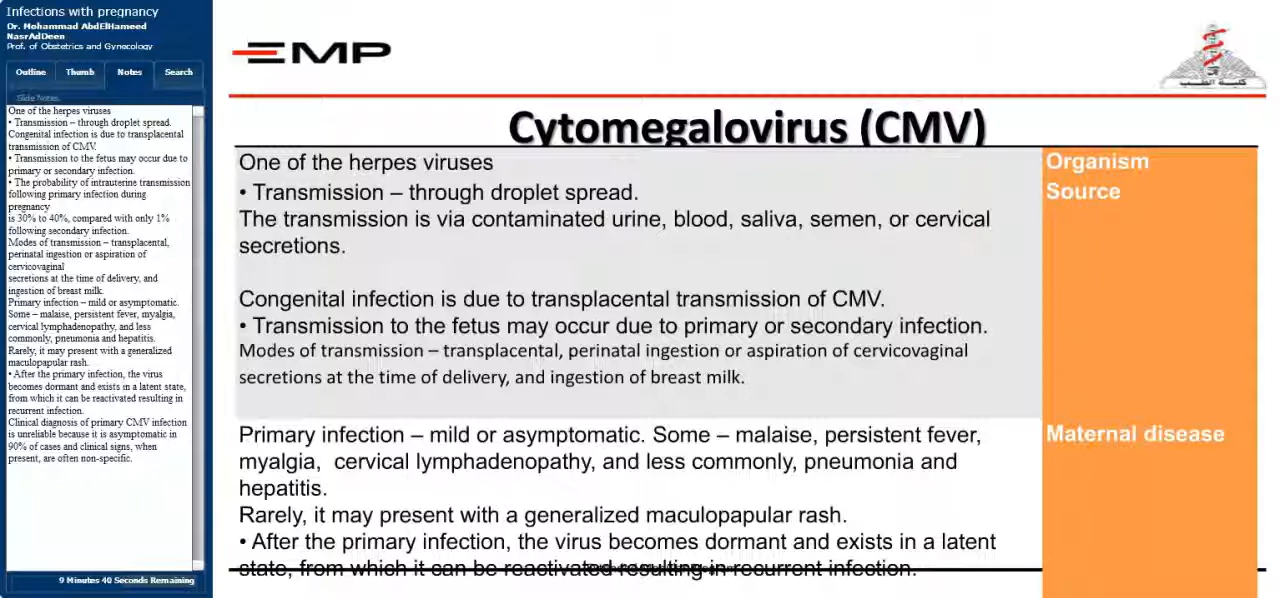 Infections with pregnancy
Dr. Mohammad AbdElHameed
NasrAdDeen
Prof. of Obstetrics and Gynecology
Outline
Thumb
Notes
Search
Slide Notes
One of the herpes viruses
• Transmission – through droplet spread.
Congenital infection is due to transplacental
transmission of CMV.
• Transmission to the fetus may occur due to
primary or secondary infection.
• The probability of intrauterine transmission
following primary infection during
pregnancy
is 30% to 40%, compared with only 1%
following secondary infection.
Modes of transmission – transplacental,
perinatal ingestion or aspiration of
cervicovaginal
secretions at the time of delivery, and
ingestion of breast milk.
Primary infection – mild or asymptomatic.
Some – malaise, persistent fever, myalgia,
cervical lymphadenopathy, and less
commonly, pneumonia and hepatitis.
Rarely, it may present with a generalized
maculopapular rash.
• After the primary infection, the virus
becomes dormant and exists in a latent state,
from which it can be reactivated resulting in
recurrent infection.
Clinical diagnosis of primary CMV infection
is unreliable because it is asymptomatic in
90% of cases and clinical signs, when
present, are often non-specific.
9 Minutes 40 Seconds Remaining
EMP
كلية الطب
Cytomegalovirus (CMV)
One of the herpes viruses
• Transmission – through droplet spread.
The transmission is via contaminated urine, blood, saliva, semen, or cervical
secretions.
Congenital infection is due to transplacental transmission of CMV.
• Transmission to the fetus may occur due to primary or secondary infection.
Modes of transmission – transplacental, perinatal ingestion or aspiration of cervicovaginal
secretions at the time of delivery, and ingestion of breast milk.
Organism
Source
Primary infection – mild or asymptomatic. Some – malaise, persistent fever,
myalgia, cervical lymphadenopathy, and less commonly, pneumonia and
hepatitis.
Rarely, it may present with a generalized maculopapular rash.
• After the primary infection, the virus becomes dormant and exists in a latent
state, from which it can be reactivated resulting in recurrent infection.
Maternal disease